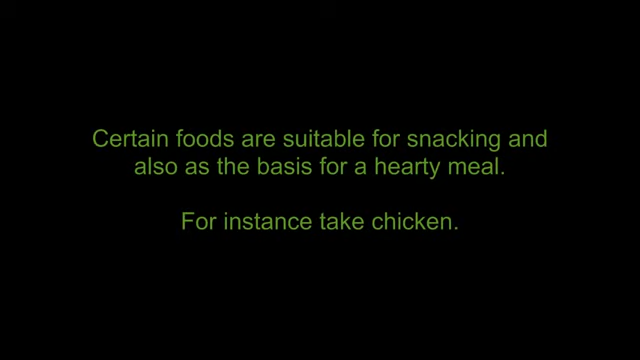 Certain foods are suitable for snacking and
also as the basis for a hearty meal.
For instance take chicken.